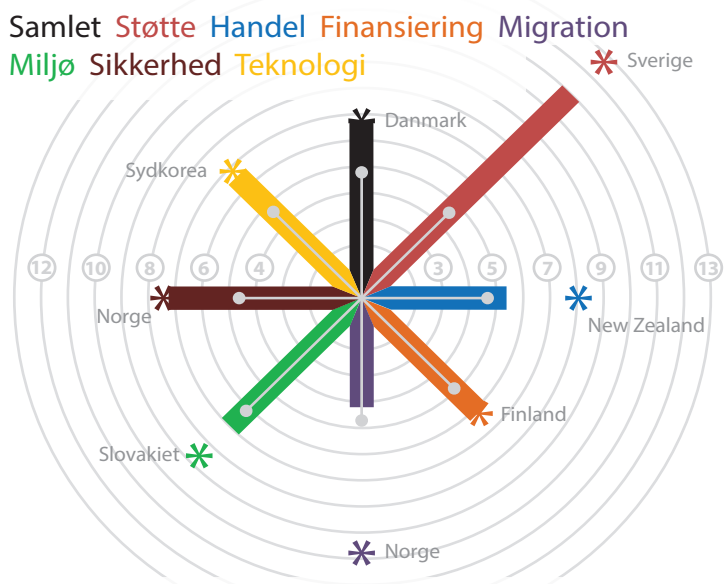 Samlet Støtte Handel Finansiering Migration
Miljø Sikkerhed Teknologi
Sverige
Danmark
Sydkorea
12 10 8 6 4 3 5 7 9 11 13
Norge
New Zealand
Finland
Slovakiet
Norge